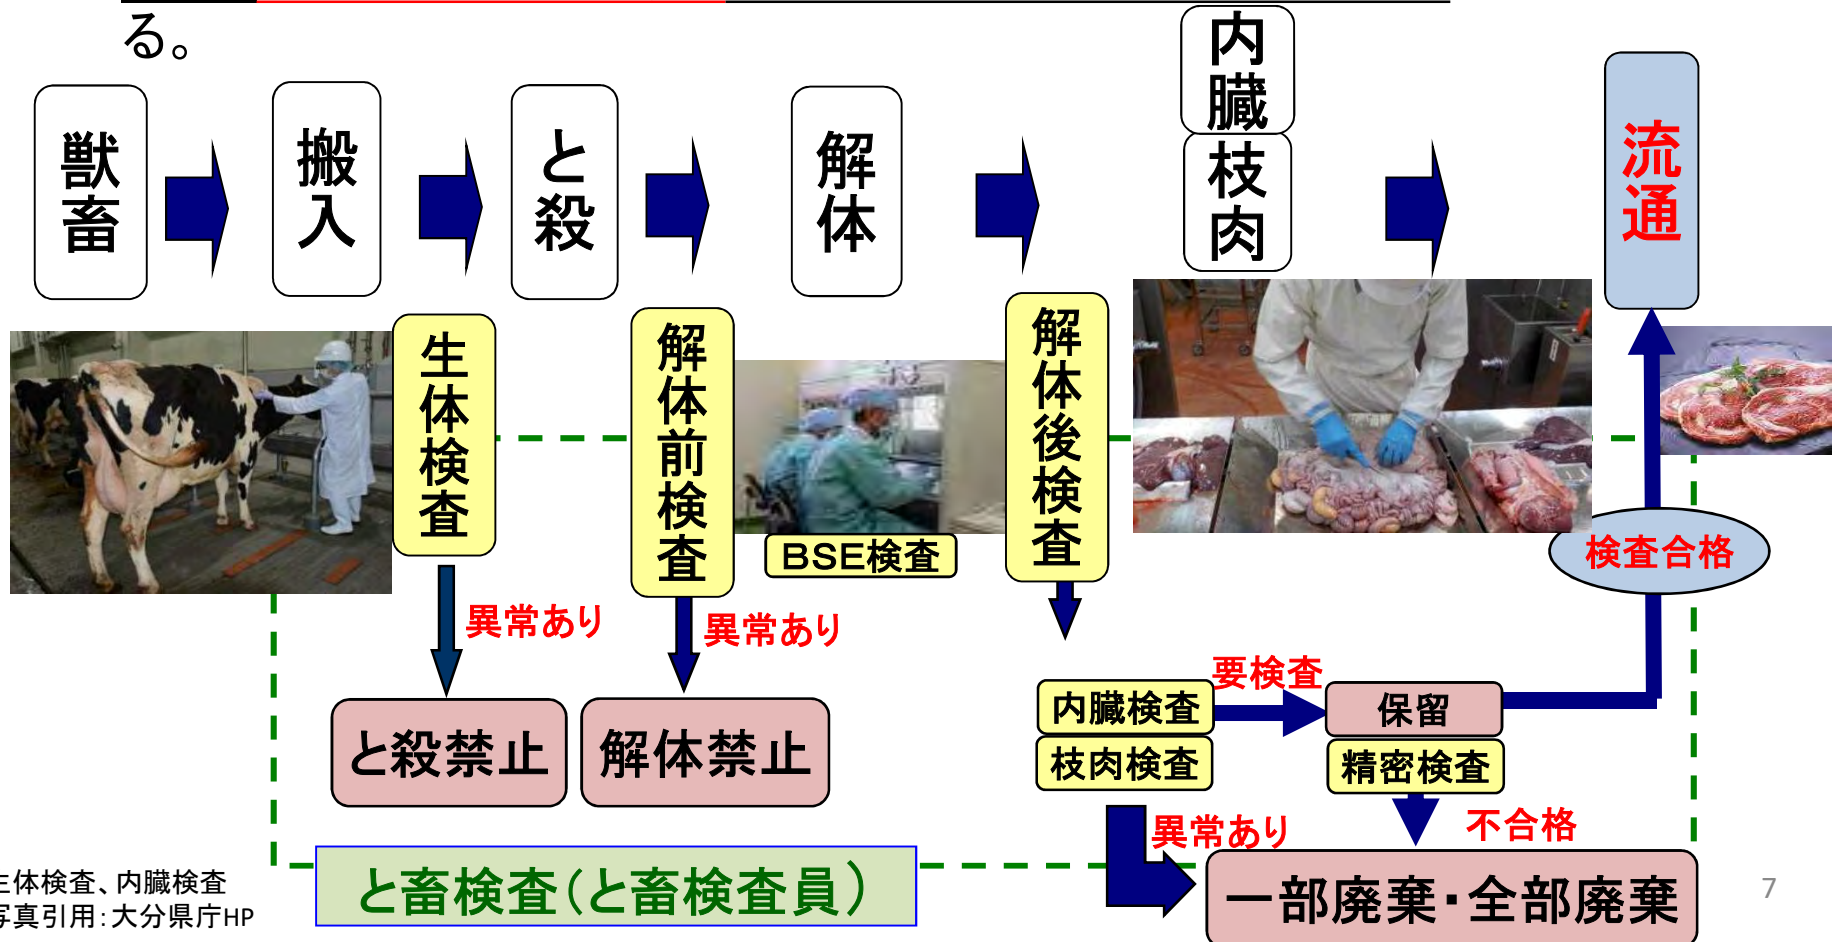 る。
獣畜
搬入
と殺
解体
内臓
枝肉
流通
生体検査
解体前検査
BSE検査
解体後検査
検査合格
異常あり
異常あり
と殺禁止
解体禁止
内臓検査
枝肉検査
要検査
保留
精密検査
異常あり
不合格
一部廃棄・全部廃棄
と畜検査(と畜検査員)
生体検査、内臓検査
写真引用:大分県庁HP
7